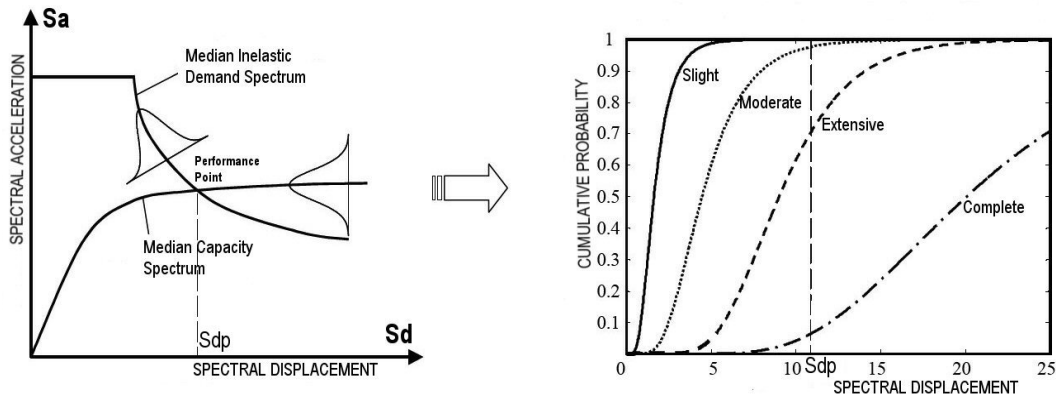 Sa
SPECTRAL ACCELERATION
Median Inelastic
Demand Spectrum
Performance
Point
Median Capacity
Spectrum
Sdp
Sd
SPECTRAL DISPLACEMENT
CUMULATIVE PROBABILITY
1
0.9
0.8
0.7
0.6
0.5
0.4
0.3
0.2
0.1
Slight
Moderate
Extensive
Complete
0 5 10 15 20 25
Sdp
SPECTRAL DISPLACEMENT